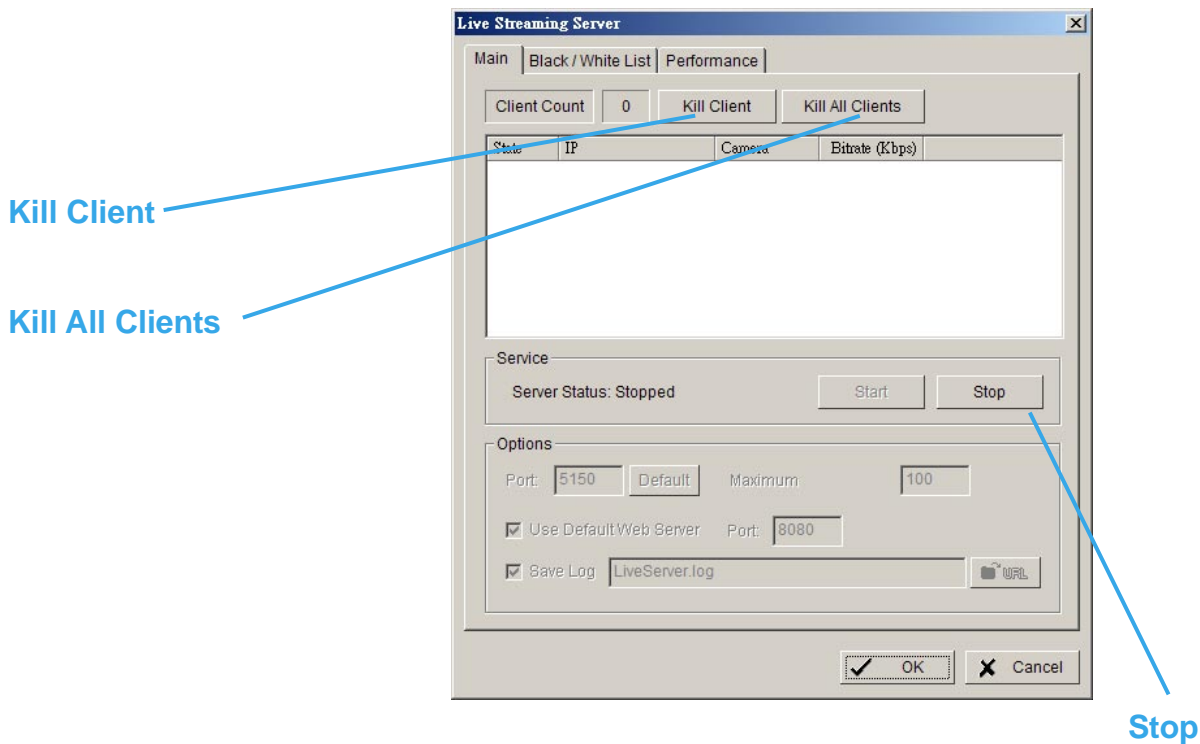 Live Streaming Server
Main Black / White List Performance
Client Count 0 Kill Client Kill All Clients
State IP Camera Bitrate (Kbps)
Kill Client
Kill All Clients
Service
Server Status: Stopped Start Stop
Options
Port: 5150 Default Maximum 100
Use Default Web Server Port: 8080
Save Log LiveServer.log URL
OK Cancel
Stop